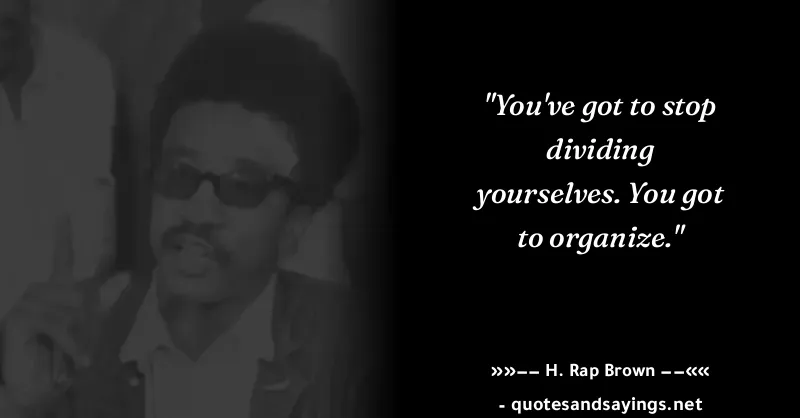 "You've got to stop
dividing
yourselves. You got
to organize."
»»−− H. Rap Brown −−««
- quotesandsayings.net